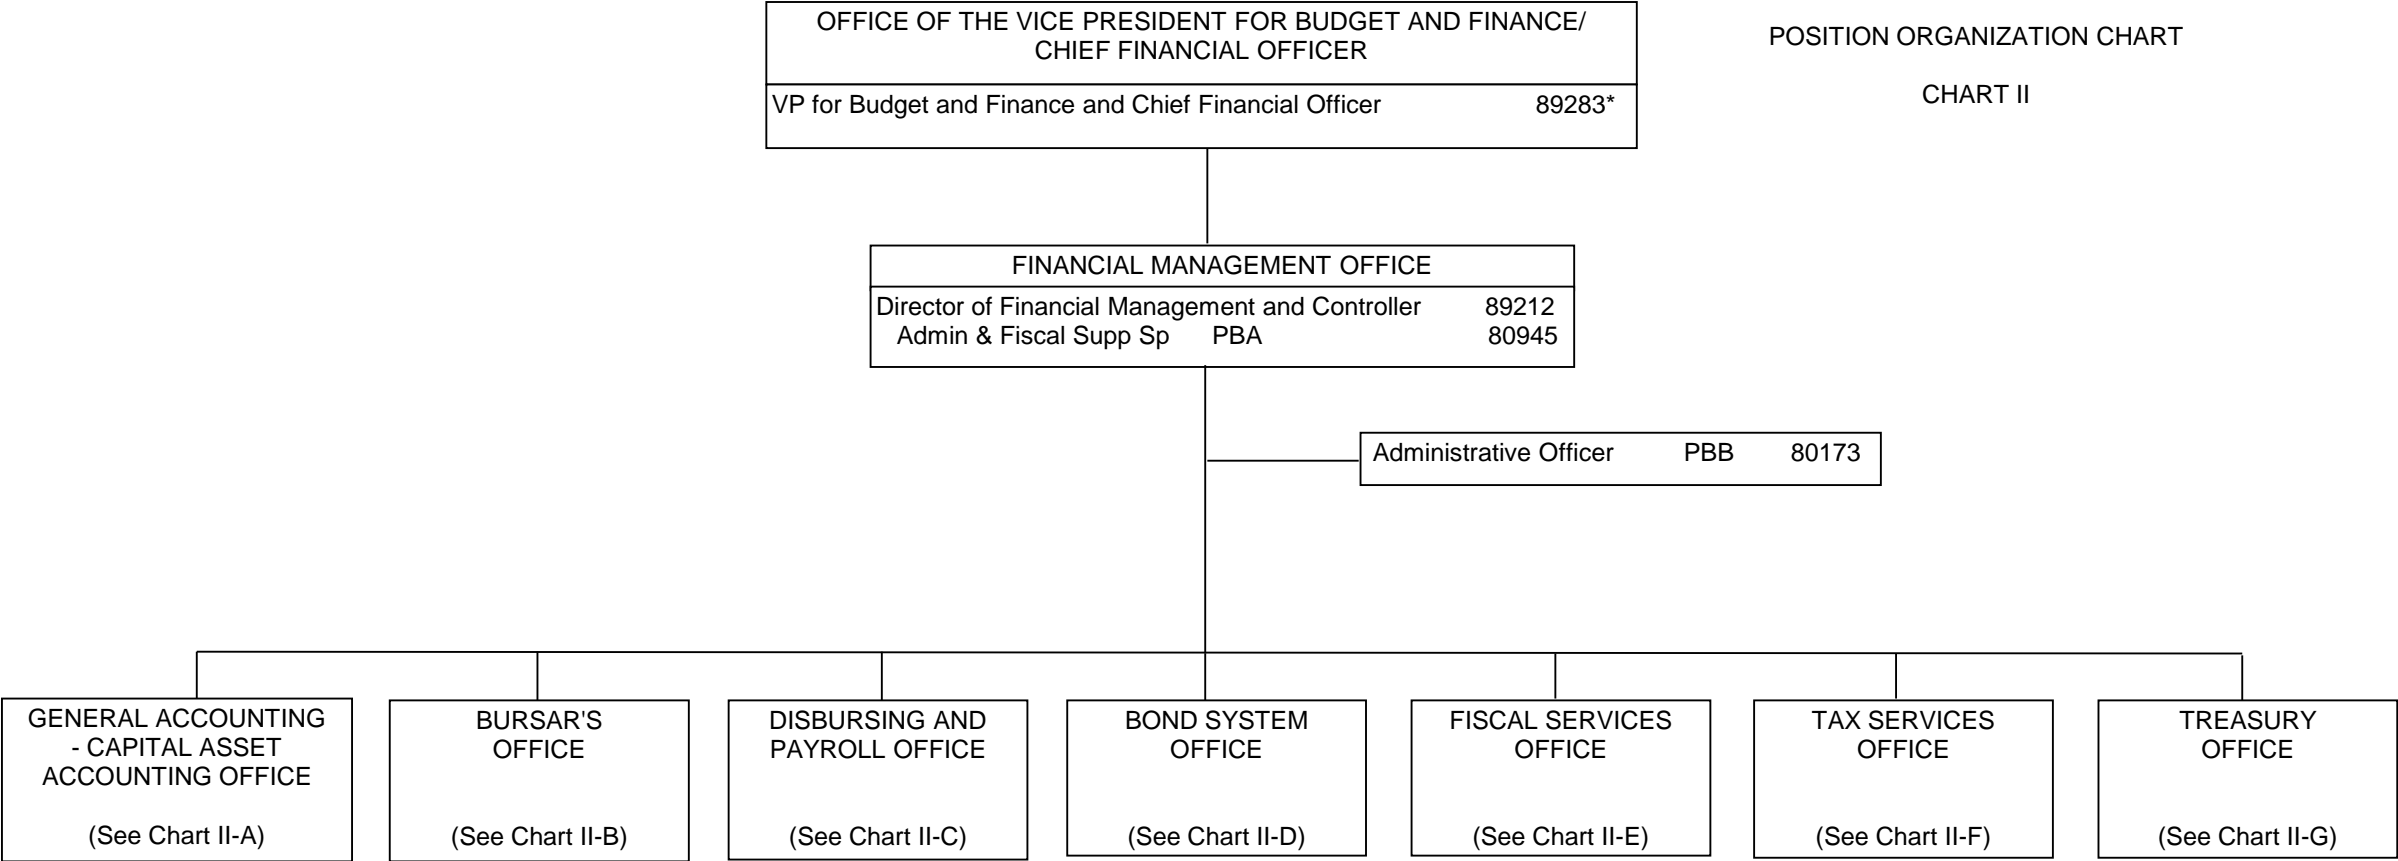 OFFICE OF THE VICE PRESIDENT FOR BUDGET AND FINANCE/
CHIEF FINANCIAL OFFICER
VP for Budget and Finance and Chief Financial Officer 89283*
POSITION ORGANIZATION CHART
CHART II
FINANCIAL MANAGEMENT OFFICE
Director of Financial Management and Controller 89212
Admin & Fiscal Supp Sp PBA 80945
Administrative Officer PBB 80173
GENERAL ACCOUNTING
- CAPITAL ASSET
ACCOUNTING OFFICE
(See Chart II-A)
BURSAR'S
OFFICE
(See Chart II-B)
DISBURSING AND
PAYROLL OFFICE
(See Chart II-C)
BOND SYSTEM
OFFICE
(See Chart II-D)
FISCAL SERVICES
OFFICE
(See Chart II-E)
TAX SERVICES
OFFICE
(See Chart II-F)
TREASURY
OFFICE
(See Chart II-G)